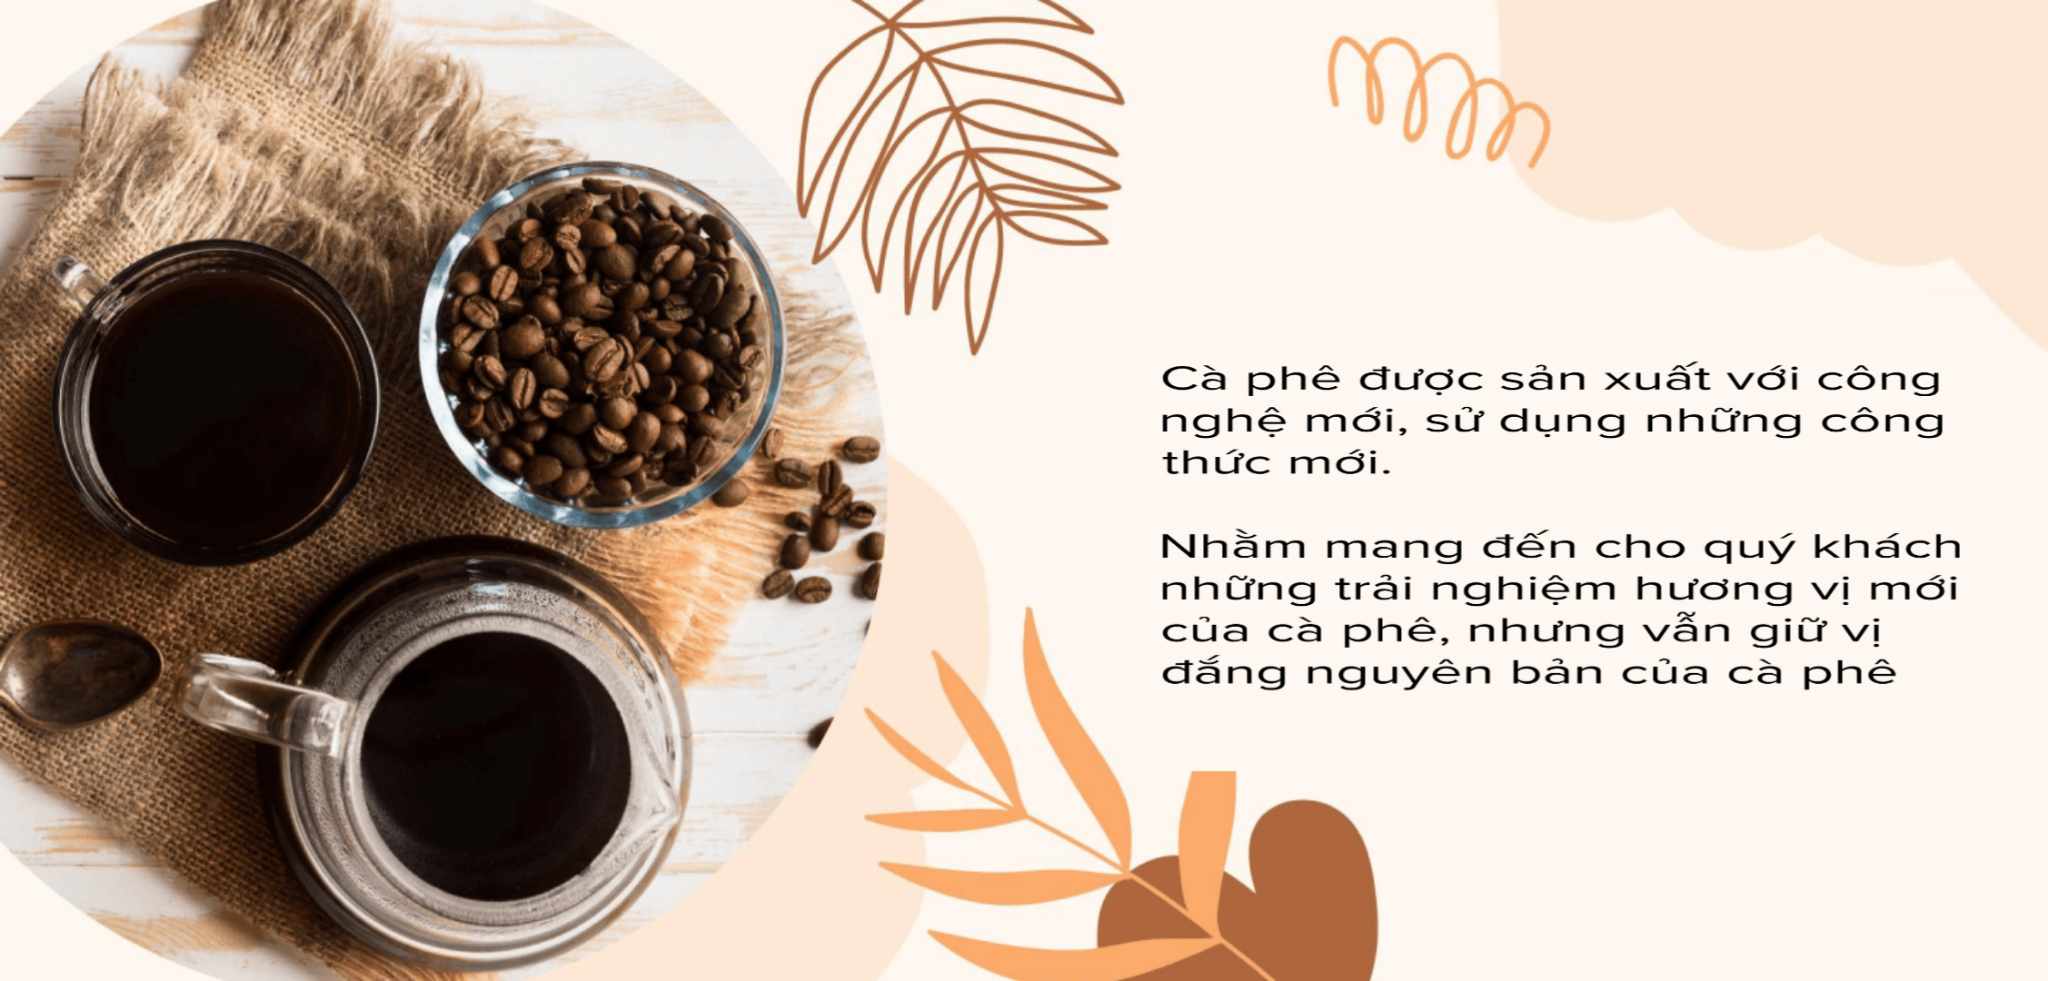 Cà phê được sản xuất với công
nghệ mới, sử dụng những công
thức mới.
Nhằm mang đến cho quý khách
những trải nghiệm hương vị mới
của cà phê, nhưng vẫn giữ vị
đắng nguyên bản của cà phê